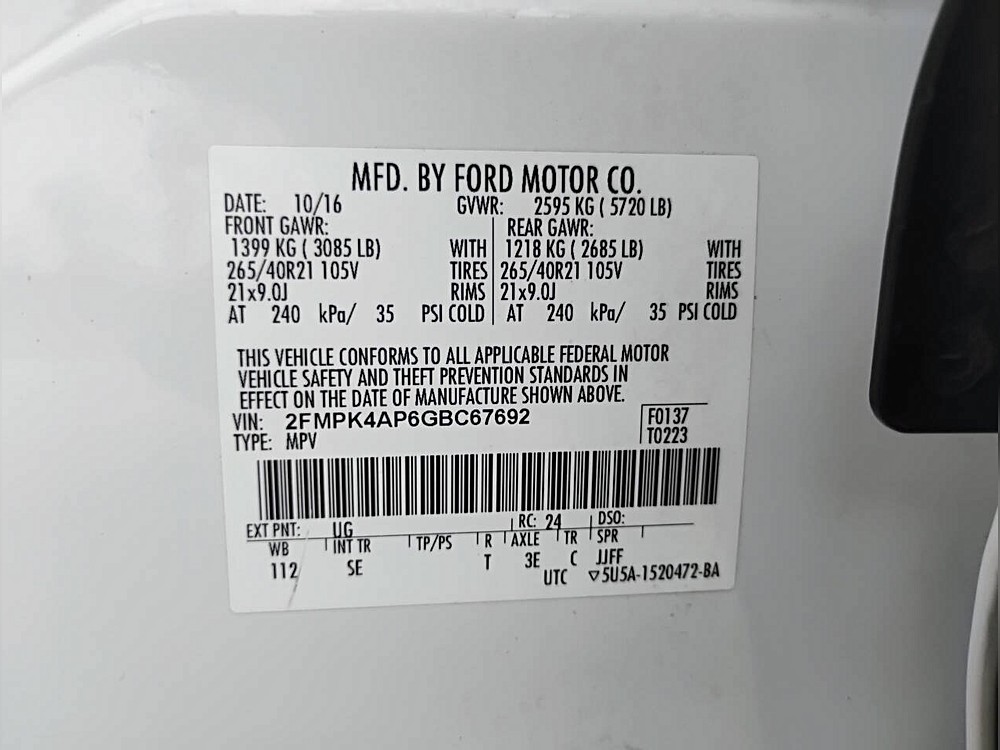 MFD. BY FORD MOTOR CO.
DATE: 10/16 GVWR: 2595 KG ( 5720 LB)
FRONT GAWR: REAR GAWR:
1399 KG ( 3085 LB) WITH 1218 KG ( 2685 LB) WITH
265/40R21 105V TIRES 265/40R21 105V TIRES
21x9.0J RIMS 21x9.0J RIMS
AT 240 kPa/ 35 PSI COLD AT 240 kPa/ 35 PSI COLD
THIS VEHICLE CONFORMS TO ALL APPLICABLE FEDERAL MOTOR
VEHICLE SAFETY AND THEFT PREVENTION STANDARDS IN
EFFECT ON THE DATE OF MANUFACTURE SHOWN ABOVE.
VIN: 2FMPK4AP6GBC67692 F0137
TYPE: MPV T0223
EXT PNT: UG RC: 24 DSO:
WB INT TR TP/PS R AXLE TR SPR
112 SE T 3E C JJFF
UTC ▽5U5A-1520472-BA